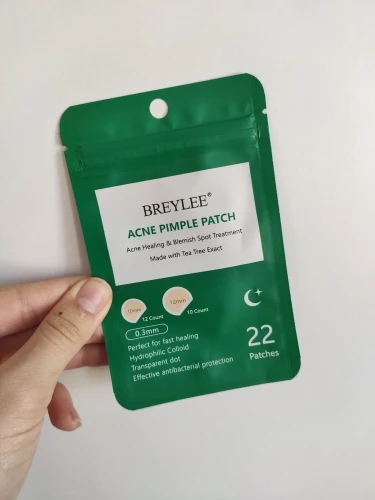 BREYLEE®
ACNE PIMPLE PATCH
Acne Healing & Blemish Spot Treatment
Made with Tea Tree Exact
10mm
12 Count
12mm
10 Count
0.3mm
Perfect for fast healing
Hydrophilic Colloid
Transparent dot
Effective antibacterial protection
22
Patches